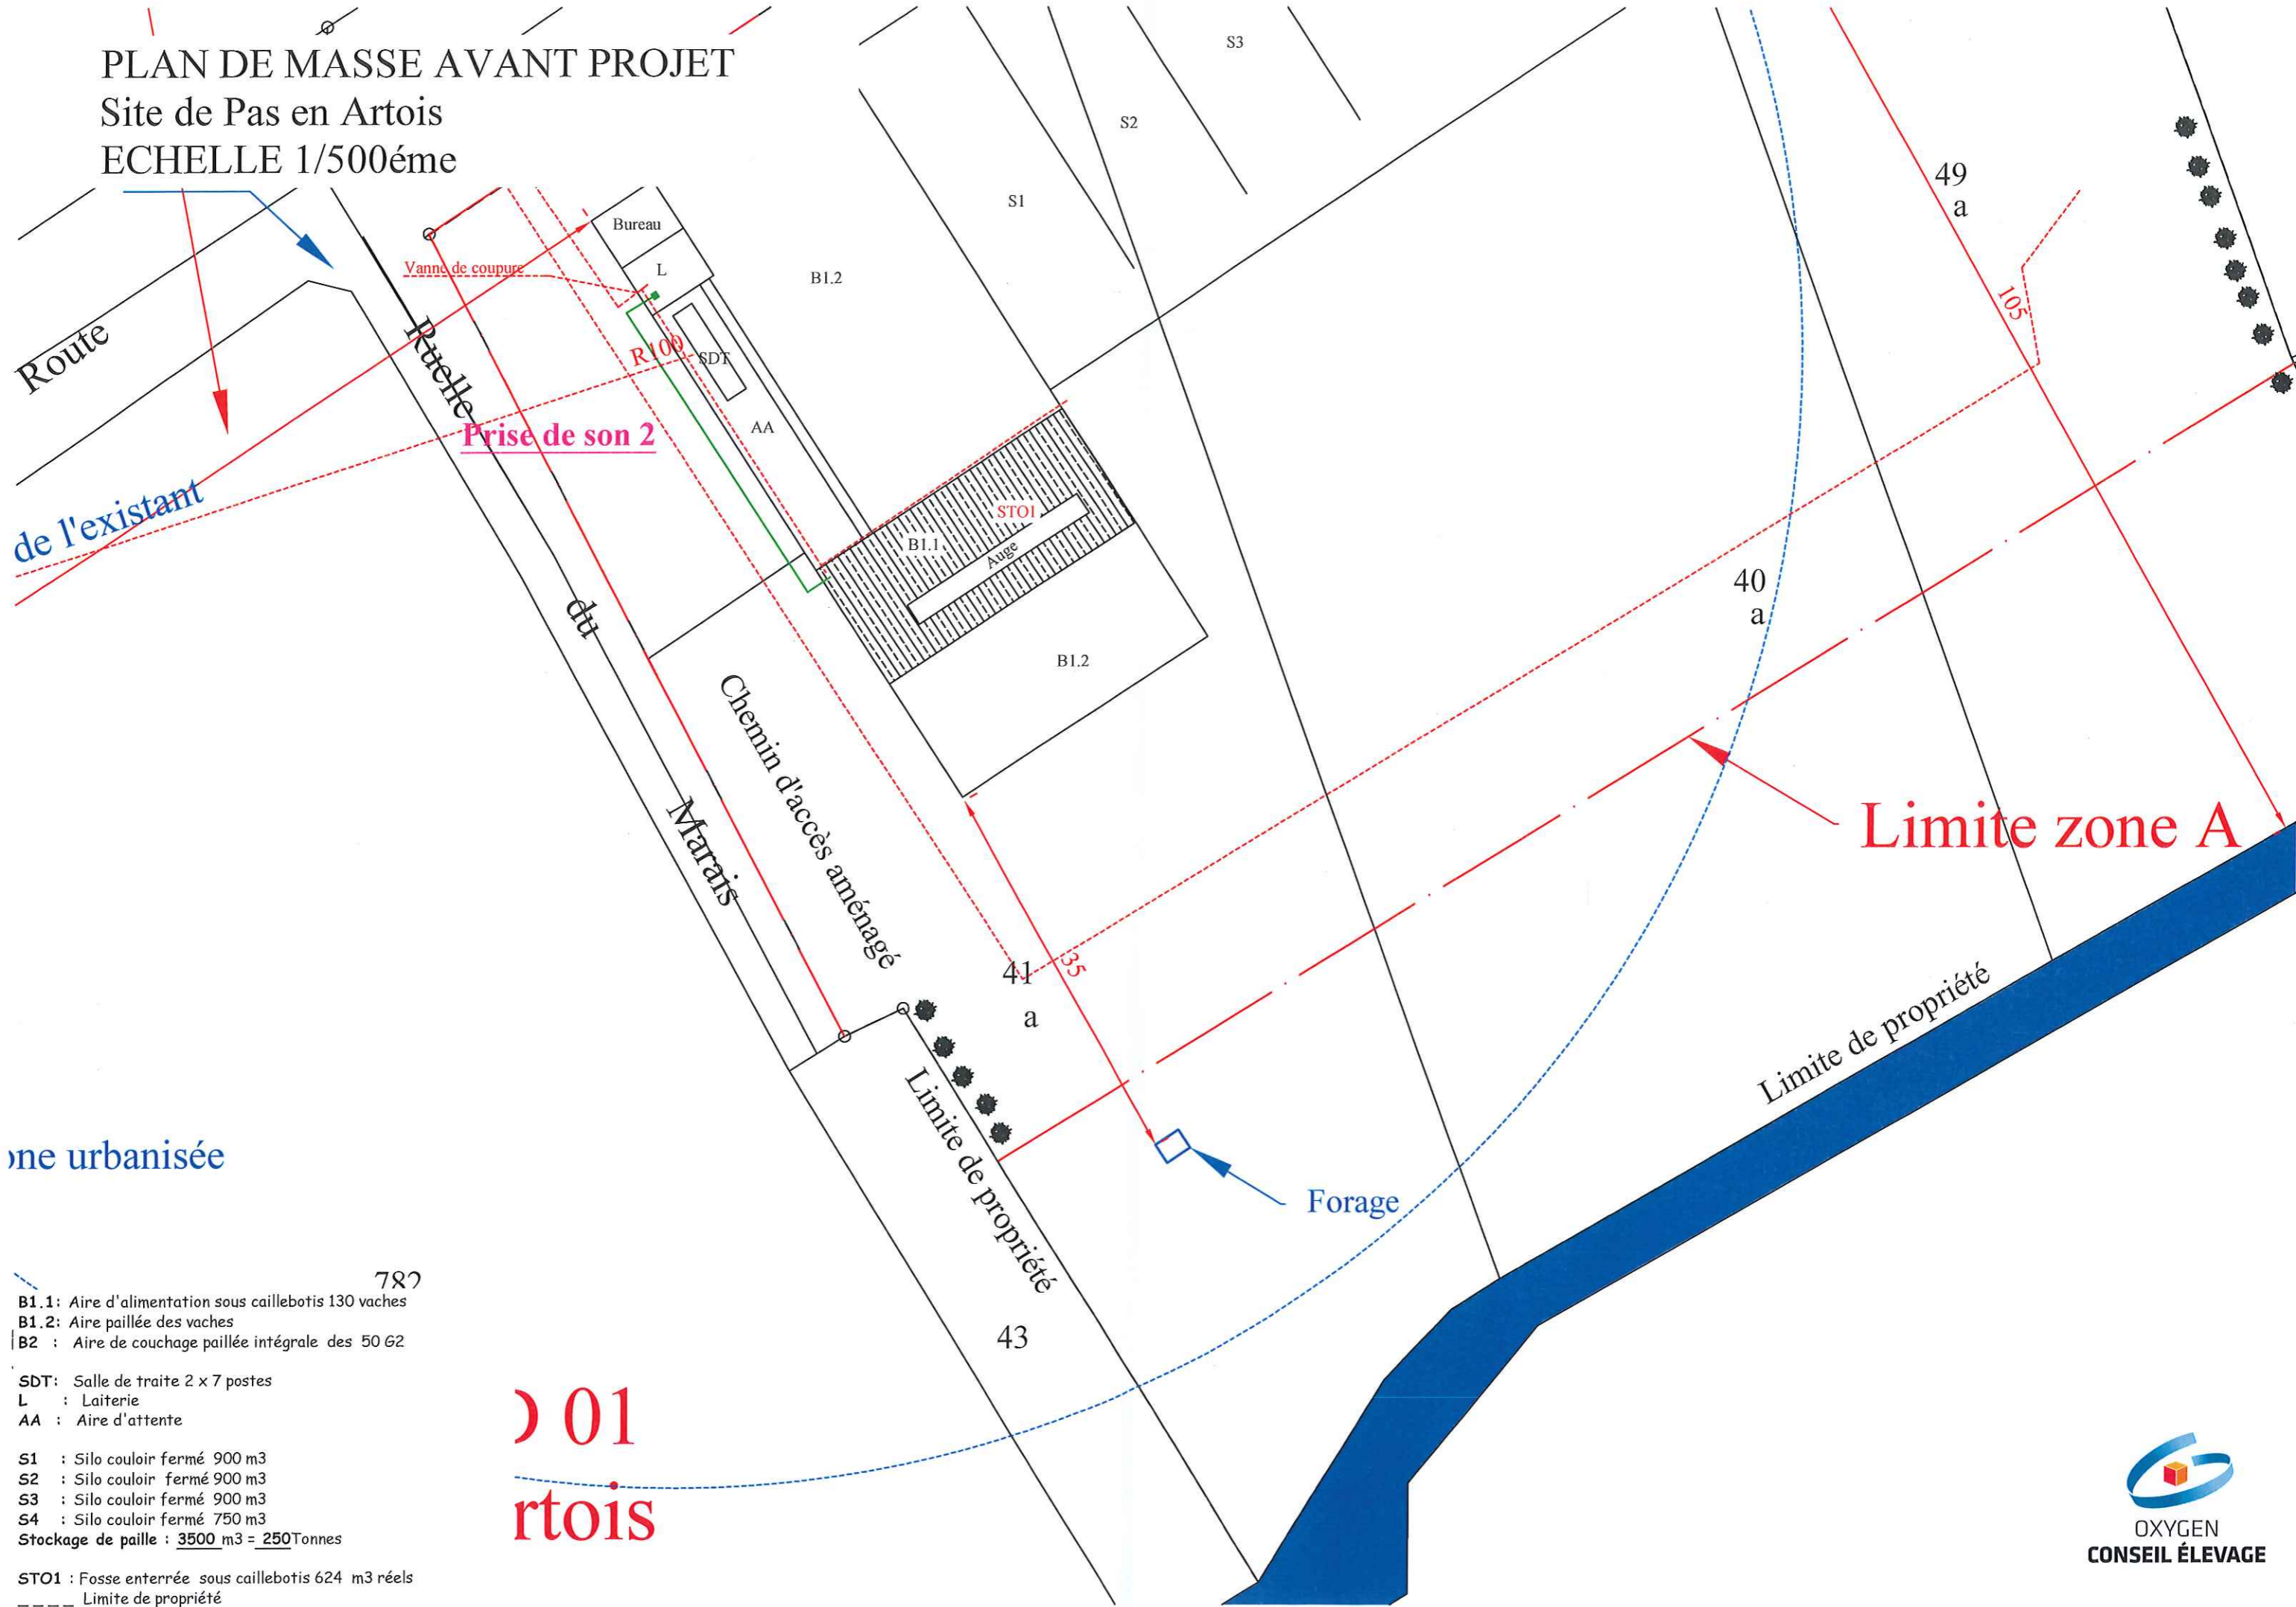 PLAN DE MASSE AVANT PROJET
Site de Pas en Artois
ECHELLE 1/500éme
S3
S2
S1
49
a
Bureau
L
Vanne de coupure
B1.2
105
Route
Ruelle
du
Marais
R100
SDT
Prise de son 2
AA
de l'existant
STO1
B1.1
Auge
40
a
B1.2
Chemin d'accès aménagé
Limite zone A
35
41
a
Limite de propriété
Limite de propriété
Forage
ne urbanisée
43
782
B1.1: Aire d'alimentation sous caillebotis 130 vaches
B1.2: Aire paillée des vaches
B2 : Aire de couchage paillée intégrale des 50 G2
SDT: Salle de traite 2 x 7 postes
L : Laiterie
AA : Aire d'attente
S1 : Silo couloir fermé 900 m3
S2 : Silo couloir fermé 900 m3
S3 : Silo couloir fermé 900 m3
S4 : Silo couloir fermé 750 m3
Stockage de paille : 3500 m3 = 250Tonnes
STO1 : Fosse enterrée sous caillebotis 624 m3 réels
_ _ _ _ Limite de propriété
01
rtois
OXYGEN
CONSEIL ÉLEVAGE